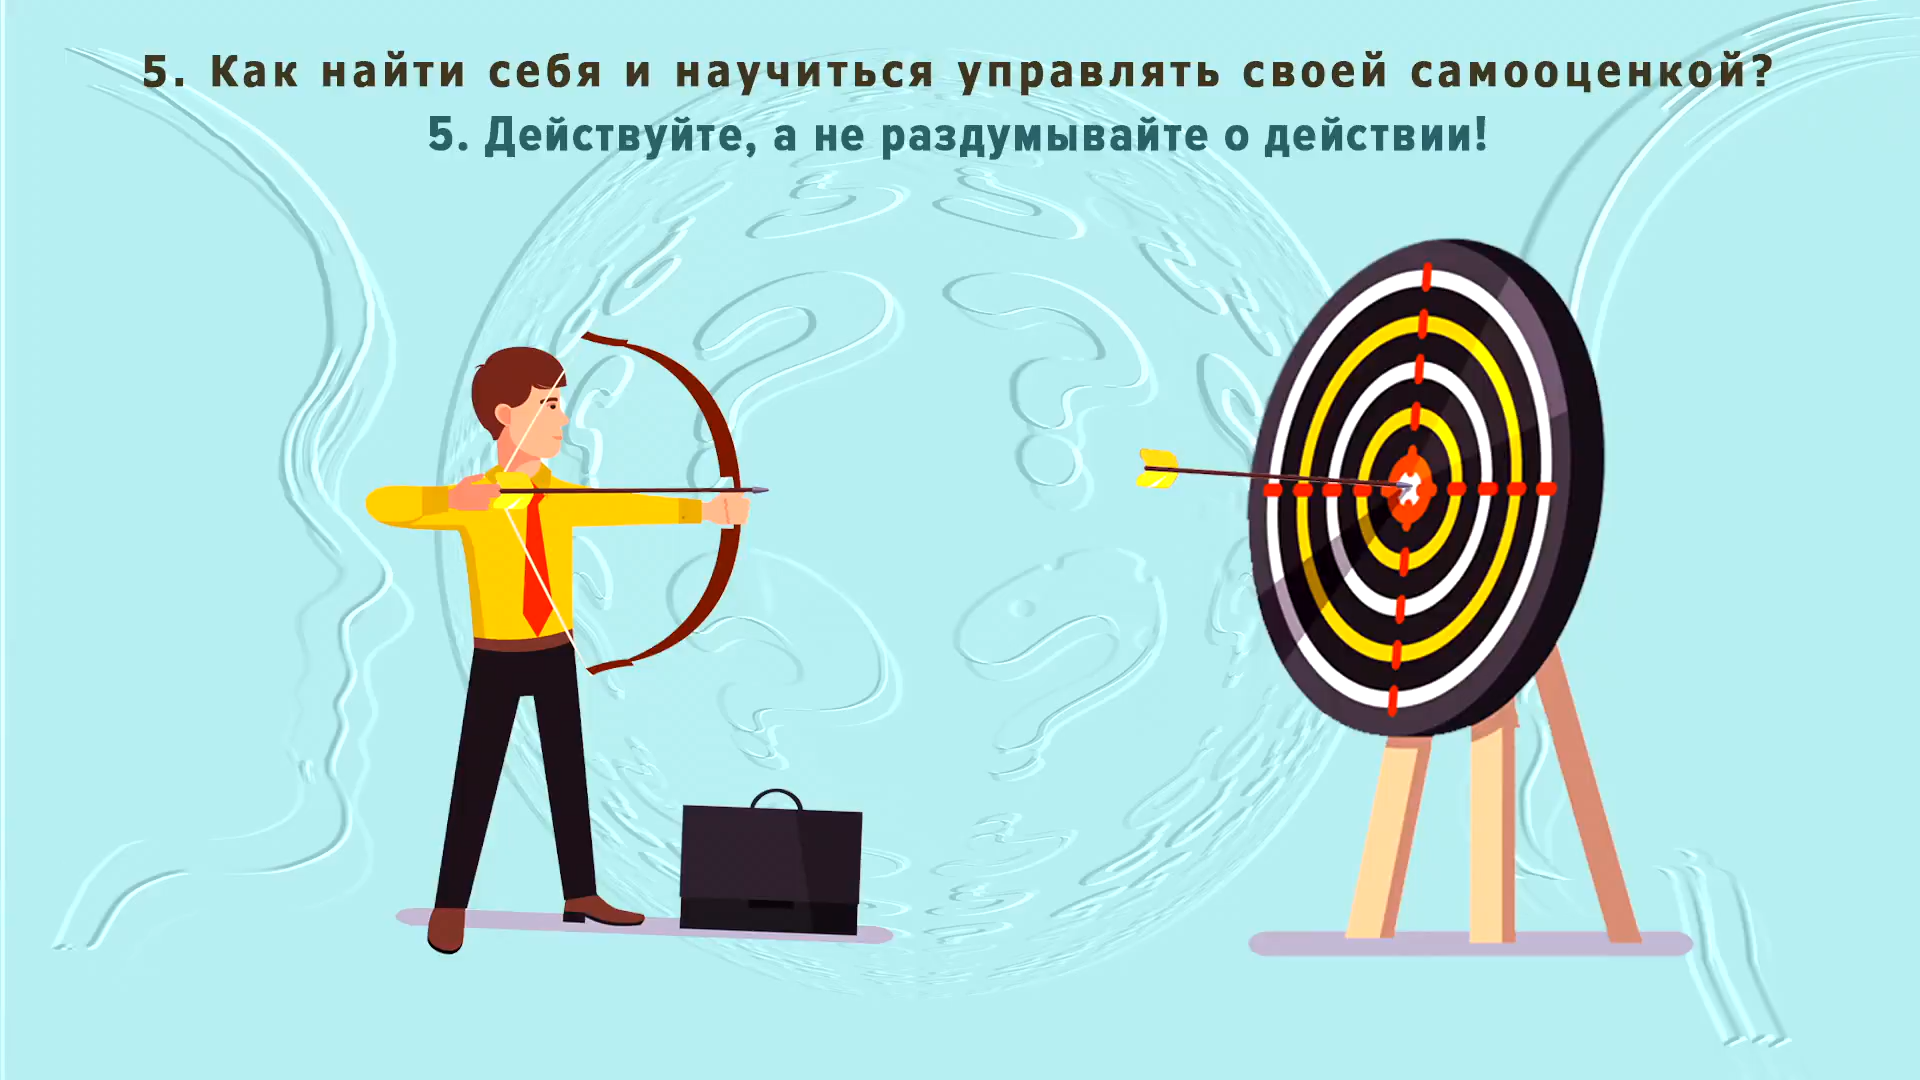 5. Как найти себя и научиться управлять своей самооценкой?
5. Действуйте, а не раздумывайте о действии!